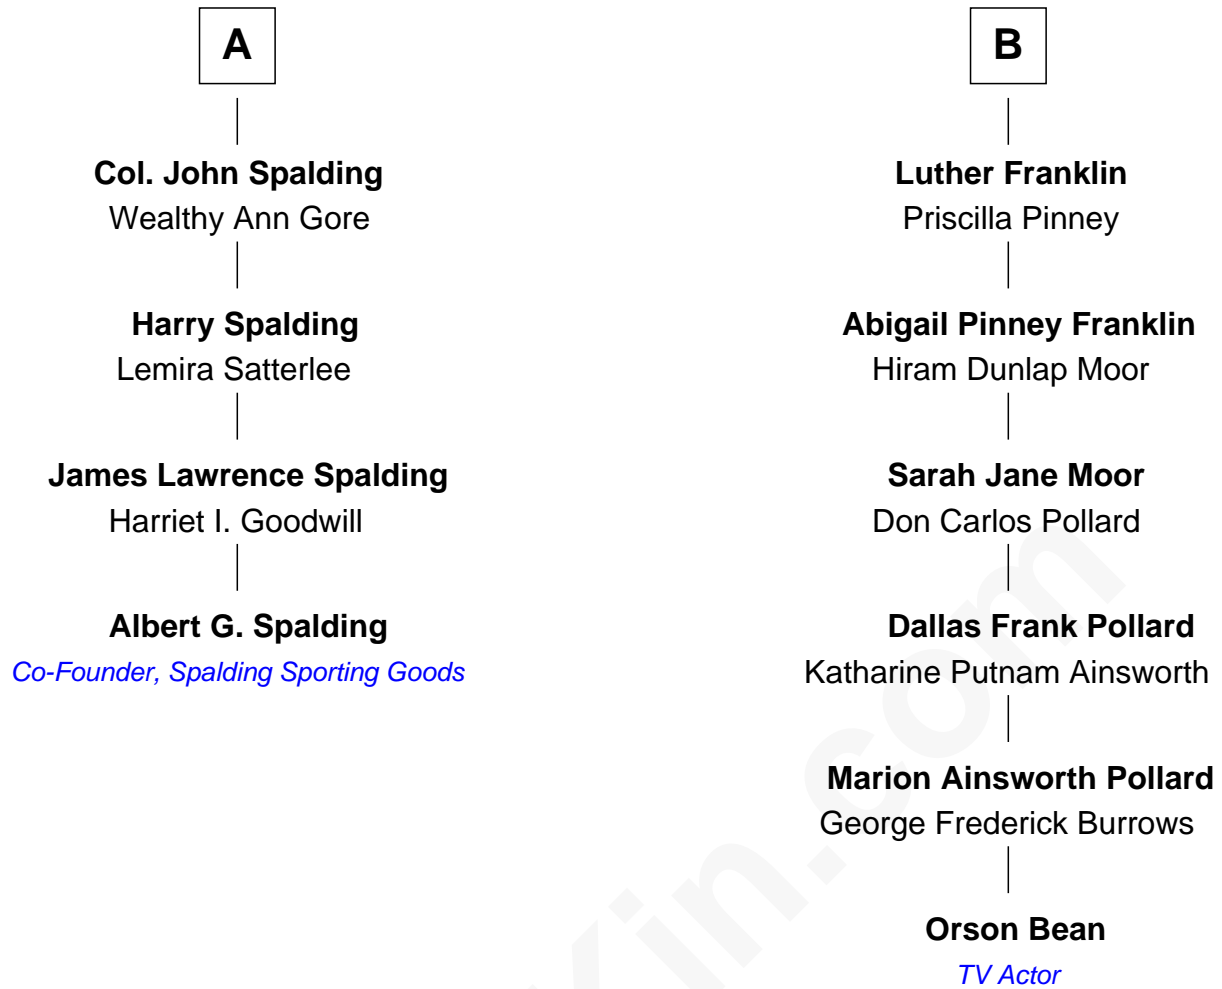 A
Col. John Spalding
Wealthy Ann Gore
Harry Spalding
Lemira Satterlee
James Lawrence Spalding
Harriet I. Goodwill
Albert G. Spalding
Co-Founder, Spalding Sporting Goods
B
Luther Franklin
Priscilla Pinney
Abigail Pinney Franklin
Hiram Dunlap Moor
Sarah Jane Moor
Don Carlos Pollard
Dallas Frank Pollard
Katharine Putnam Ainsworth
Marion Ainsworth Pollard
George Frederick Burrows
Orson Bean
TV Actor
Kin.com